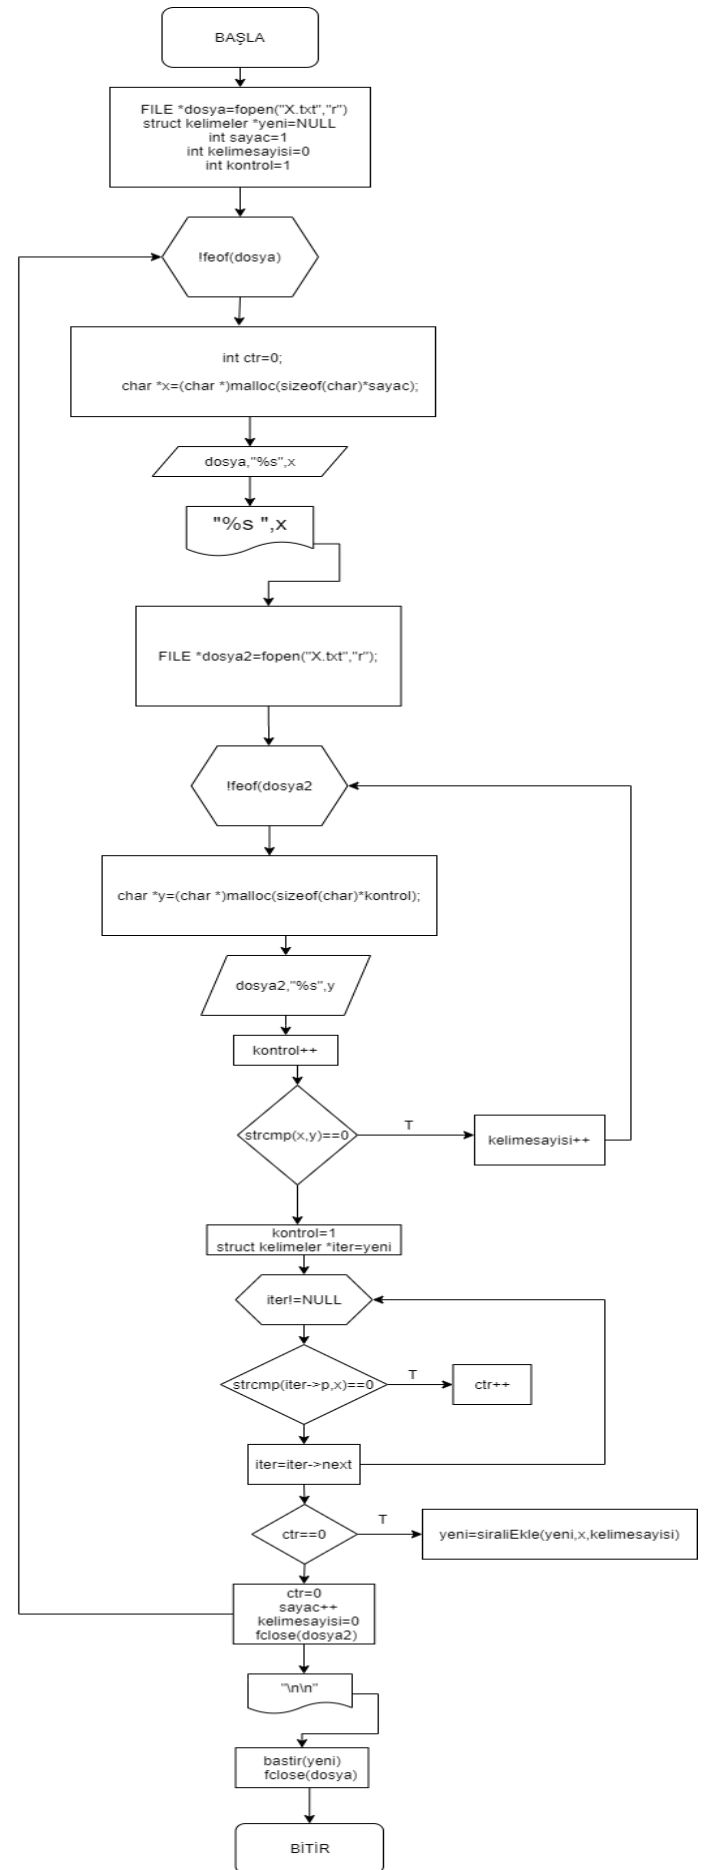 BAŞLA
FILE *dosya=fopen("X.txt","r")
struct kelimeler *yeni=NULL
int sayac=1
int kelimesayisi=0
int kontrol=1
!feof(dosya)
int ctr=0;
char *x=(char *)malloc(sizeof(char)*sayac);
dosya,"%s",x
"%s ",x
FILE *dosya2=fopen("X.txt","r");
!feof(dosya2
char *y=(char *)malloc(sizeof(char)*kontrol);
dosya2,"%s",y
kontrol++
strcmp(x,y)==0
T
kelimesayisi++
kontrol=1
struct kelimeler *iter=yeni
iter!=NULL
strcmp(iter->p,x)==0
T
ctr++
iter=iter->next
ctr==0
T
yeni=siraliEkle(yeni,x,kelimesayisi)
ctr=0
sayac++
kelimesayisi=0
fclose(dosya2)
"\n\n"
bastir(yeni)
fclose(dosya)
BİTİR